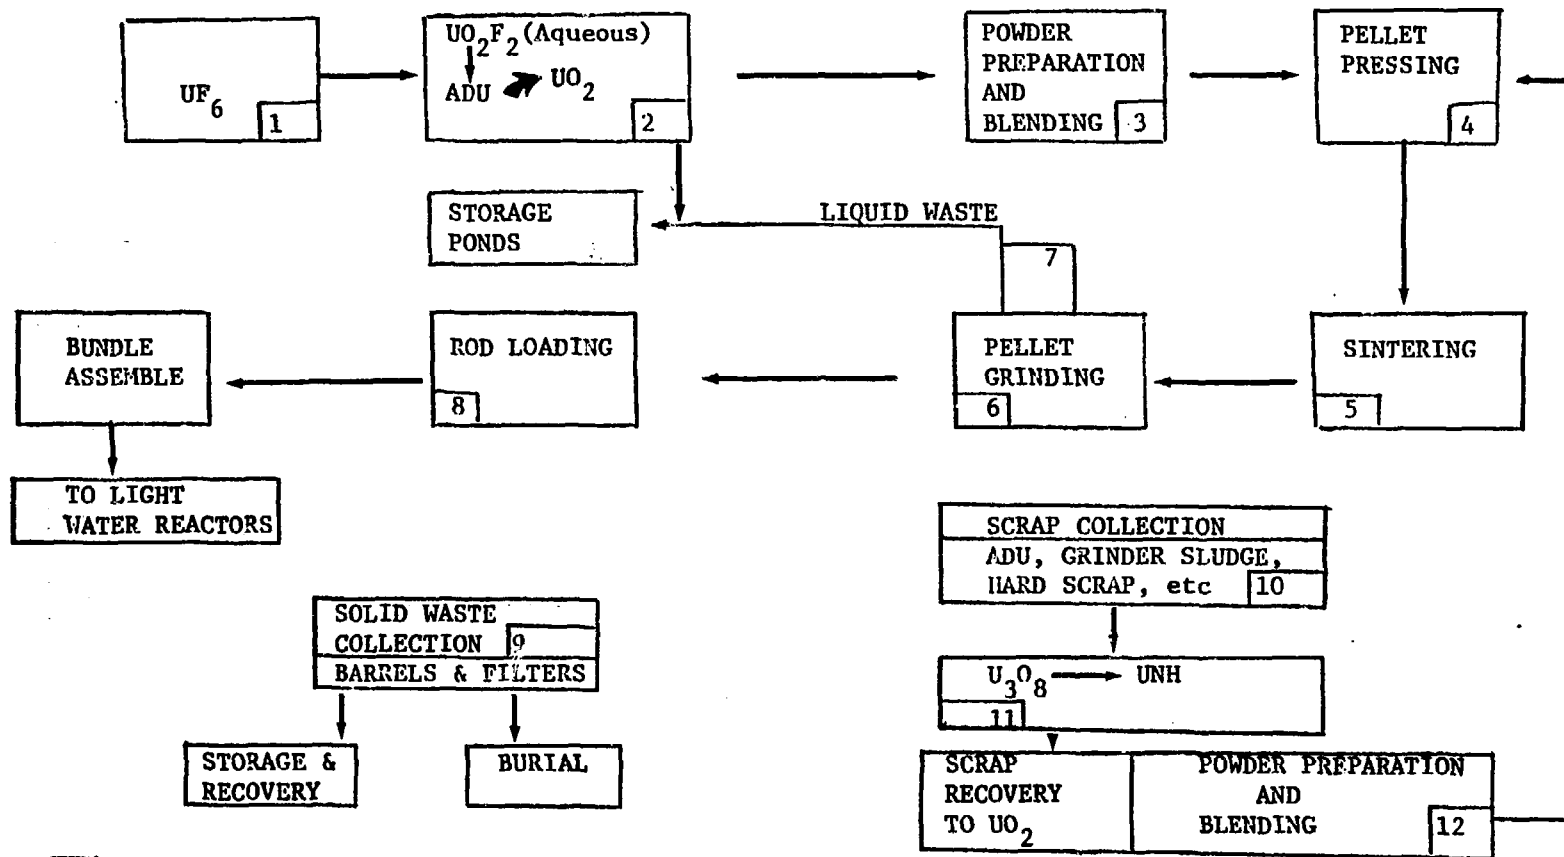 UF6
1
UO2F2 (Aqueous)
ADU UO2
2
POWDER
PREPARATION
AND
BLENDING 3
PELLET
PRESSING
4
STORAGE
PONDS
LIQUID WASTE
7
BUNDLE
ASSEMBLE
ROD LOADING
8
PELLET
GRINDING
6
SINTERING
5
TO LIGHT
WATER REACTORS
SCRAP COLLECTION
ADU, GRINDER SLUDGE,
HARD SCRAP, etc 10
SOLID WASTE
COLLECTION 9
BARRELS & FILTERS
U3O8 UNH
11
STORAGE &
RECOVERY
BURIAL
SCRAP
RECOVERY
TO UO2
POWDER PREPARATION
AND
BLENDING 12